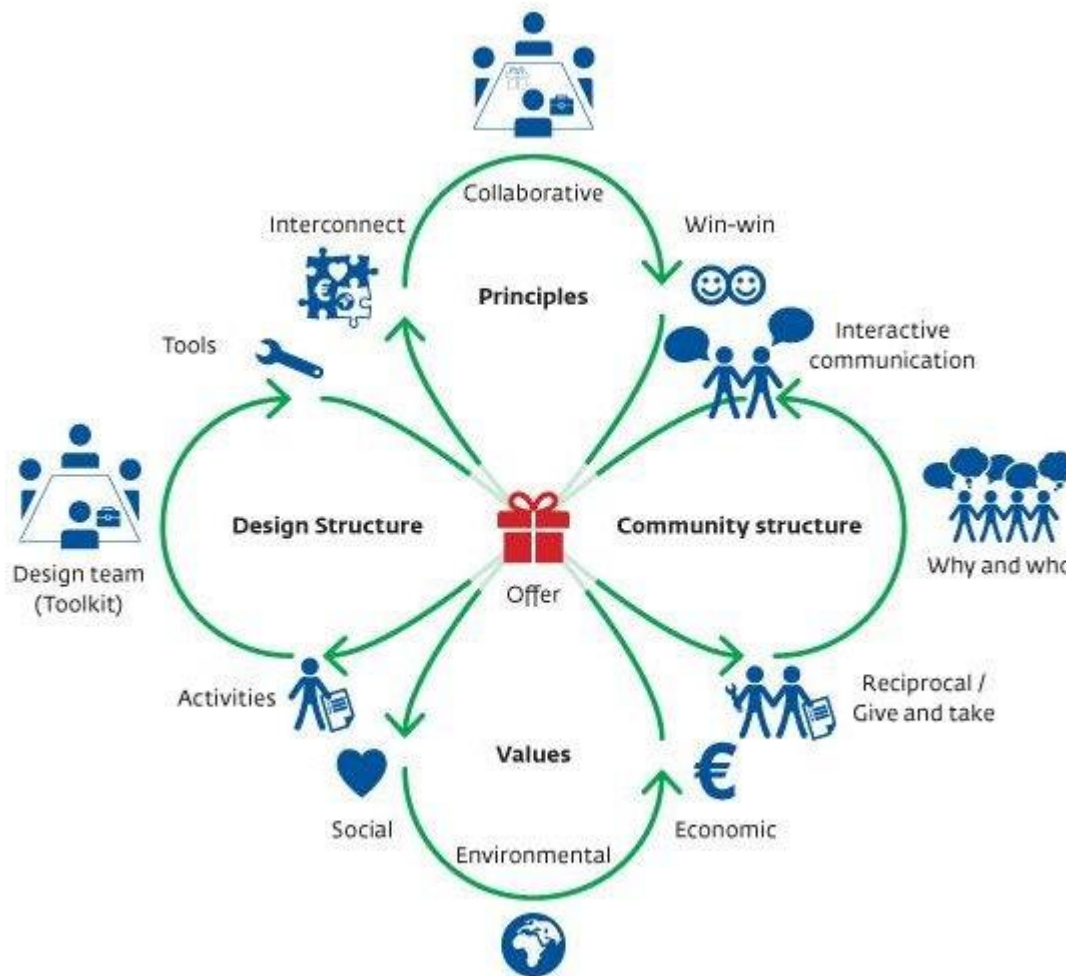 Collaborative
Interconnect
Win-win
Principles
Tools
Interactive
communication
Design Structure
Community structure
Design team
(Toolkit)
Offer
Why and who
Activities
Reciprocal /
Give and take
Values
€
Social
Economic
Environmental